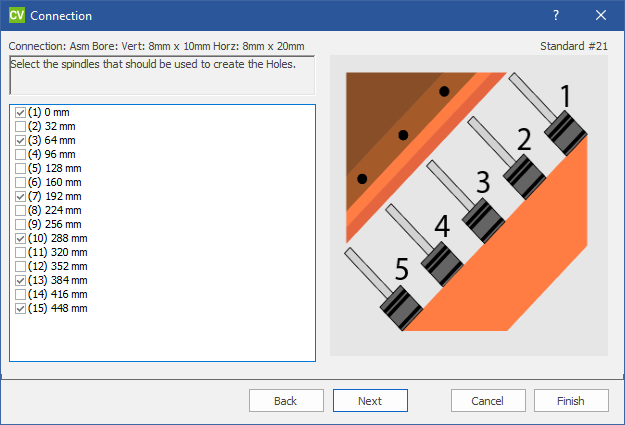 CV Connection
Connection: Asm Bore: Vert: 8mm x 10mm Horz: 8mm x 20mm
Standard #21
Select the spindles that should be used to create the Holes.
(1) 0 mm
(2) 32 mm
(3) 64 mm
(4) 96 mm
(5) 128 mm
(6) 160 mm
(7) 192 mm
(8) 224 mm
(9) 256 mm
(10) 288 mm
(11) 320 mm
(12) 352 mm
(13) 384 mm
(14) 416 mm
(15) 448 mm
1
2
3
4
5
Back
Next
Cancel
Finish